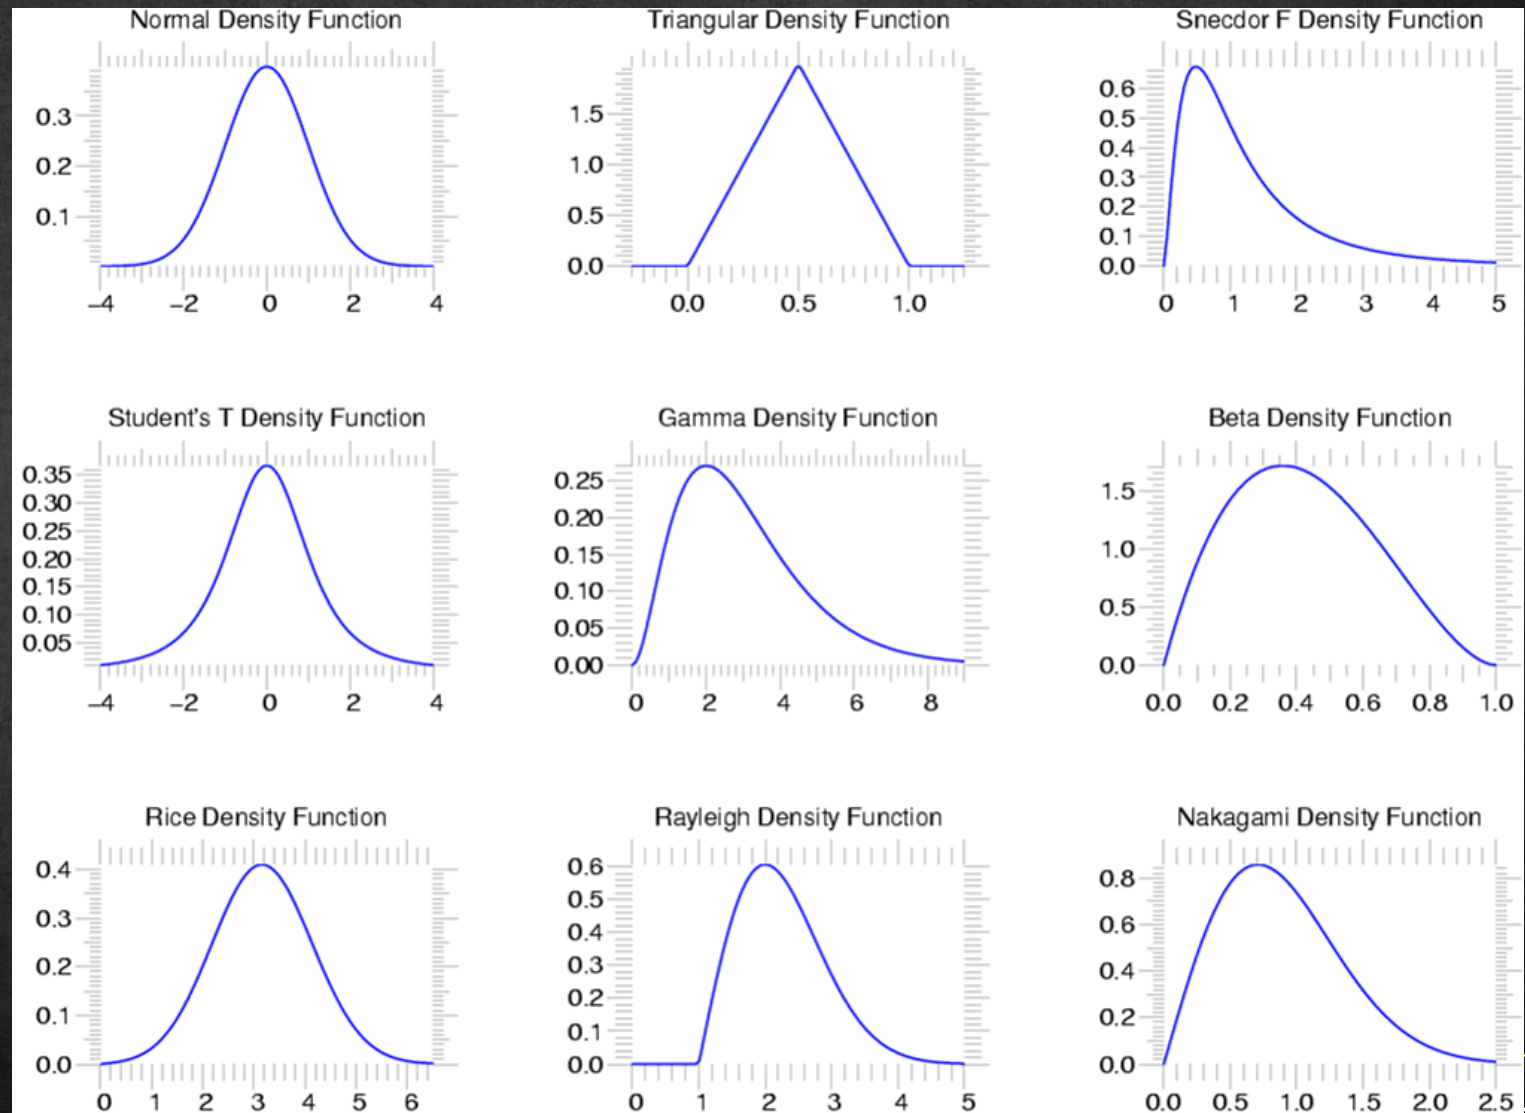 Normal Density Function
0.3
0.2
0.1
−4 −2 0 2 4
Triangular Density Function
1.5
1.0
0.5
0.0
0.0 0.5 1.0
Snecdor F Density Function
0.6
0.5
0.4
0.3
0.2
0.1
0.0
0 1 2 3 4 5
Student's T Density Function
0.35
0.30
0.25
0.20
0.15
0.10
0.05
−4 −2 0 2 4
Gamma Density Function
0.25
0.20
0.15
0.10
0.05
0.00
0 2 4 6 8
Beta Density Function
1.5
1.0
0.5
0.0
0.0 0.2 0.4 0.6 0.8 1.0
Rice Density Function
0.4
0.3
0.2
0.1
0.0
0 1 2 3 4 5 6
Rayleigh Density Function
0.6
0.5
0.4
0.3
0.2
0.1
0.0
0 1 2 3 4 5
Nakagami Density Function
0.8
0.6
0.4
0.2
0.0
0.0 0.5 1.0 1.5 2.0 2.5